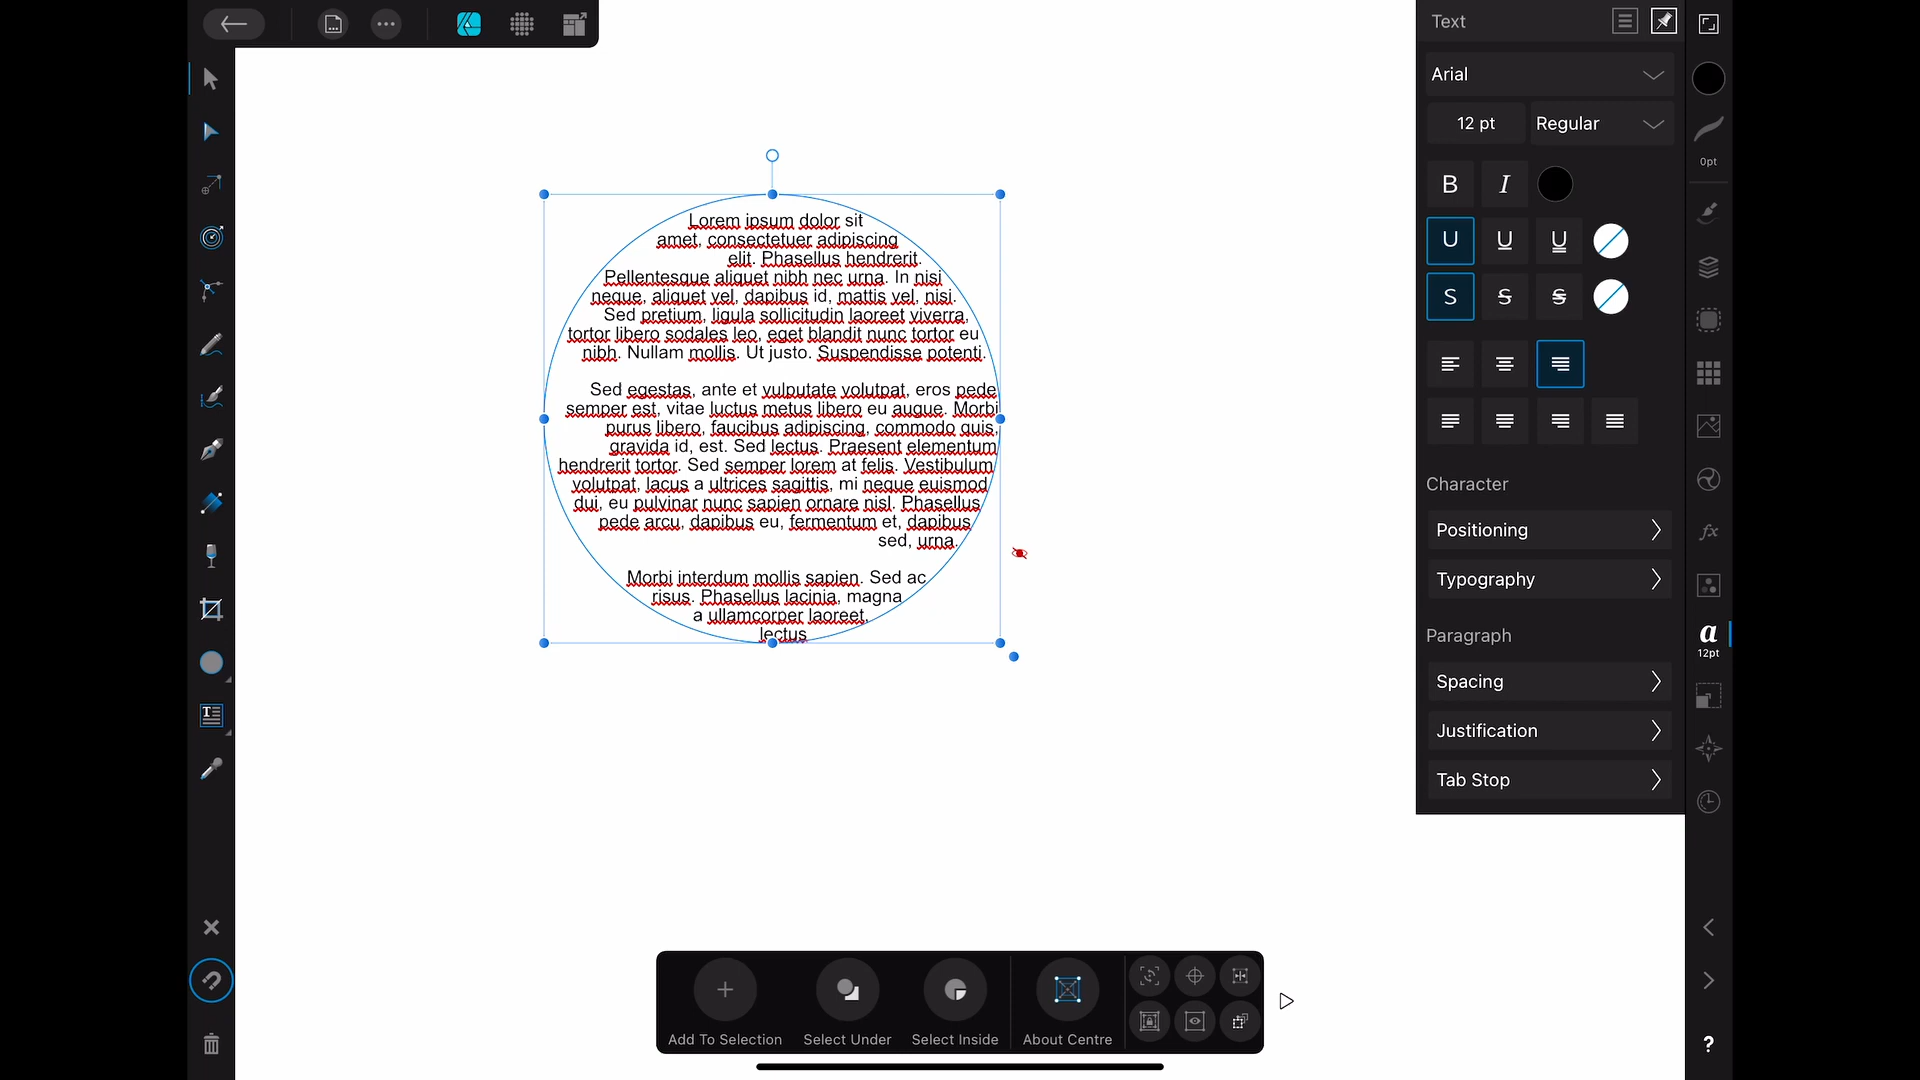 Text
Arial
12 pt
Regular
0pt
B
I
U
U
U
S
S
S
Lorem ipsum dolor sit
amet, consectetuer adipiscing
elit. Phasellus hendrerit.
Pellentesque aliquet nibh nec urna. In nisi
neque, aliquet vel, dapibus id, mattis vel, nisi.
Sed pretium, ligula sollicitudin laoreet viverra,
tortor libero sodales leo, eget blandit nunc tortor eu
nibh. Nullam mollis. Ut justo. Suspendisse potenti.
Sed egestas, ante et vulputate volutpat, eros pede
semper est, vitae luctus metus libero eu augue. Morbi
purus libero, faucibus adipiscing, commodo quis,
gravida id, est. Sed lectus. Praesent elementum
hendrerit tortor. Sed semper lorem at felis. Vestibulum
volutpat, lacus a ultrices sagittis, mi neque euismod
dui, eu pulvinar nunc sapien ornare nisl. Phasellus
pede arcu, dapibus eu, fermentum et, dapibus
sed, urna.
Morbi interdum mollis sapien. Sed ac
risus. Phasellus lacinia, magna
a ullamcorper laoreet,
lectus
Character
Positioning
Typography
Paragraph
Spacing
Justification
Tab Stop
fx
a
12pt
Add To Selection
Select Under
Select Inside
About Centre
?